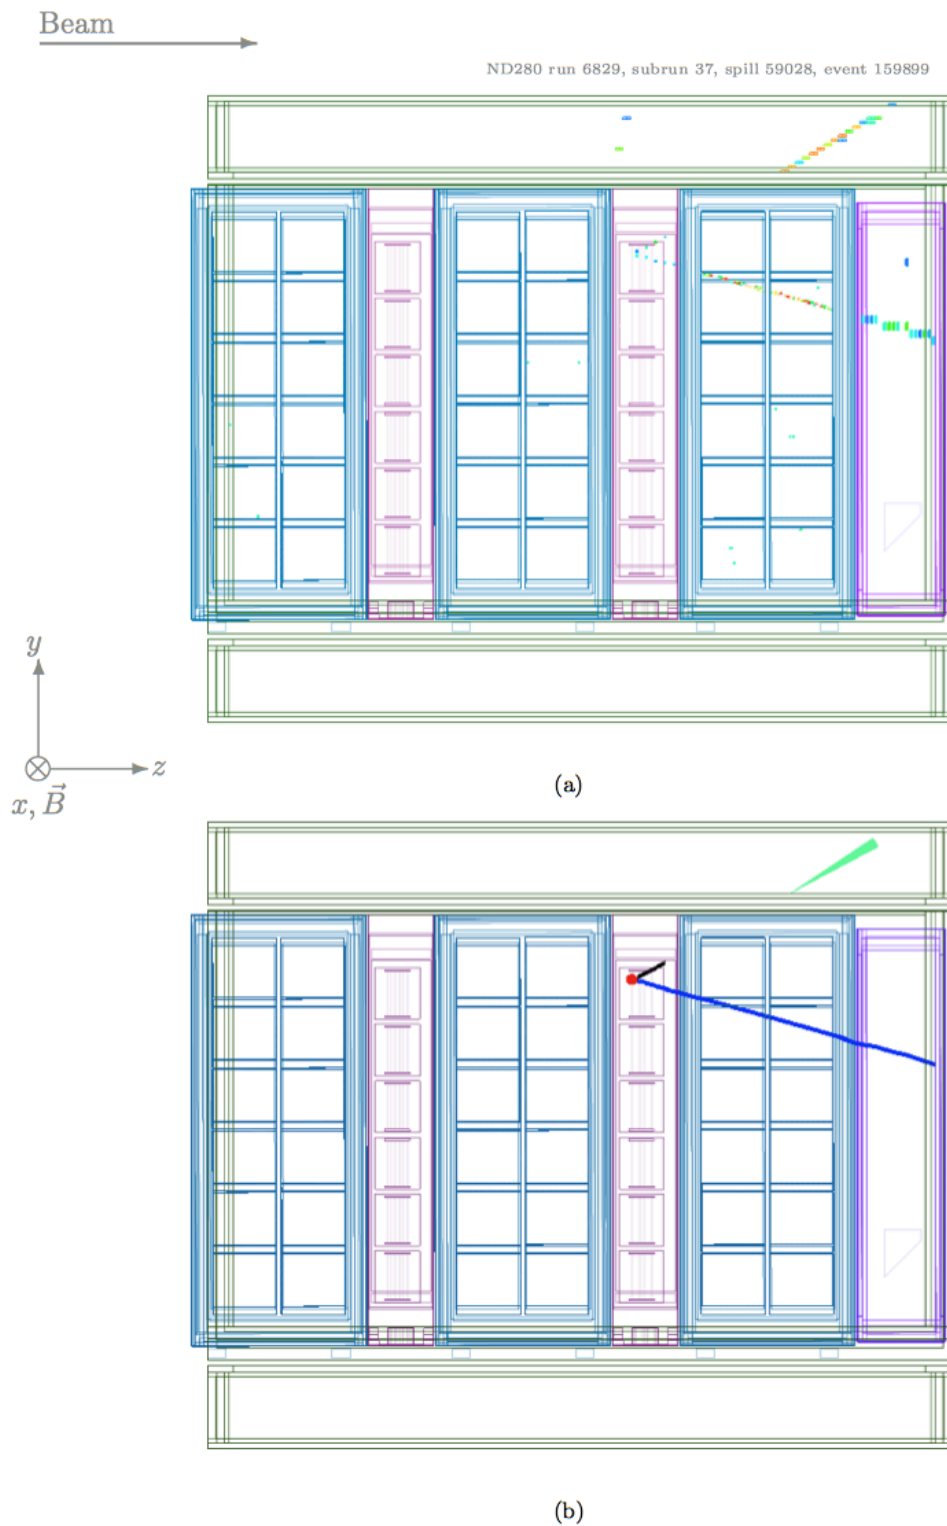 Beam
ND280 run 6829, subrun 37, spill 59028, event 159899
y
z
x, B⃗
(a)
(b)